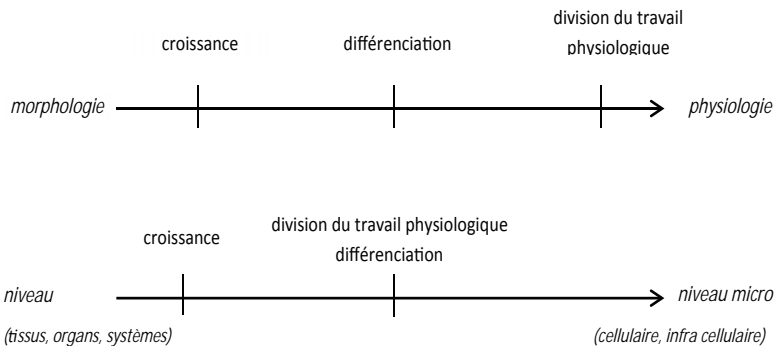 division du travail
physiologique
croissance
différenciation
morphologie
physiologie
division du travail physiologique
croissance
différenciation
niveau
niveau micro
(tissus, organs, systèmes)
(cellulaire, infra cellulaire)